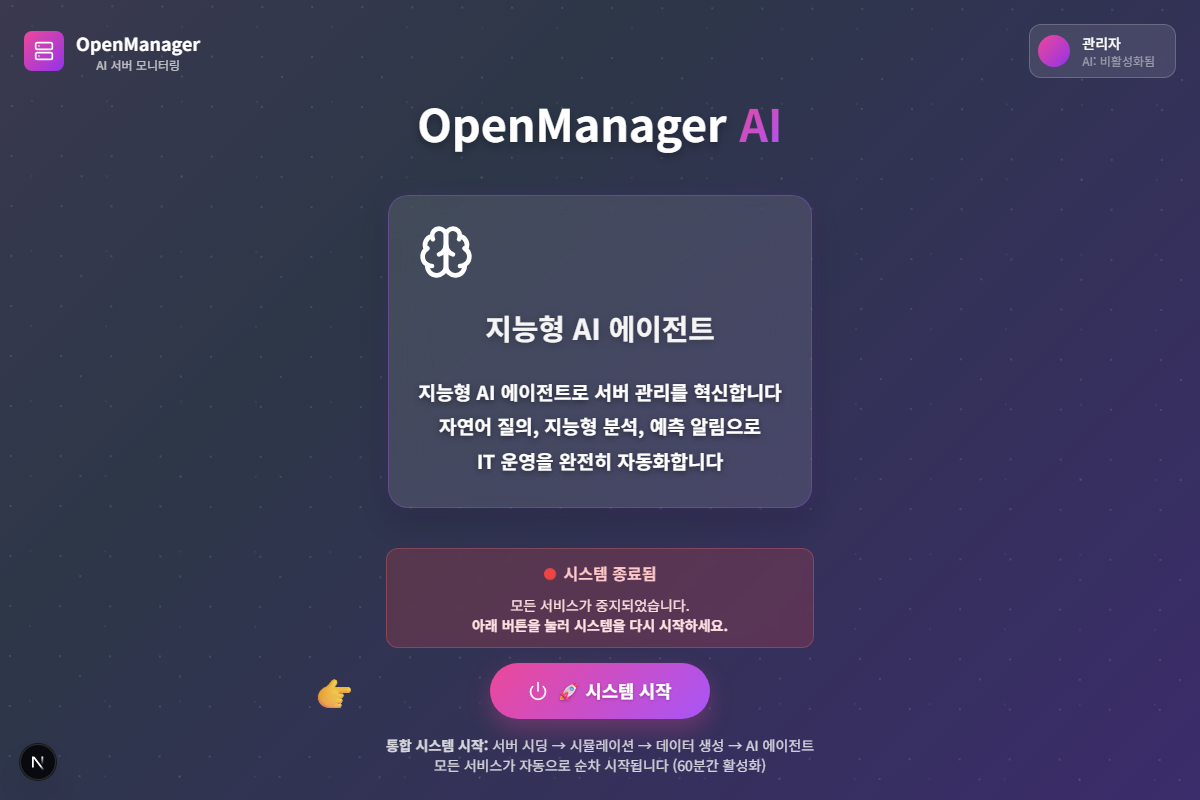 OpenManager
AI 서버 모니터링
관리자
AI: 비활성화됨
OpenManager AI
지능형 AI 에이전트
지능형 AI 에이전트로 서버 관리를 혁신합니다
자연어 질의, 지능형 분석, 예측 알림으로
IT 운영을 완전히 자동화합니다
시스템 종료됨
모든 서비스가 중지되었습니다.
아래 버튼을 눌러 시스템을 다시 시작하세요.
🚀 시스템 시작
통합 시스템 시작: 서버 시딩 → 시뮬레이션 → 데이터 생성 → AI 에이전트
모든 서비스가 자동으로 순차 시작됩니다 (60분간 활성화)
N